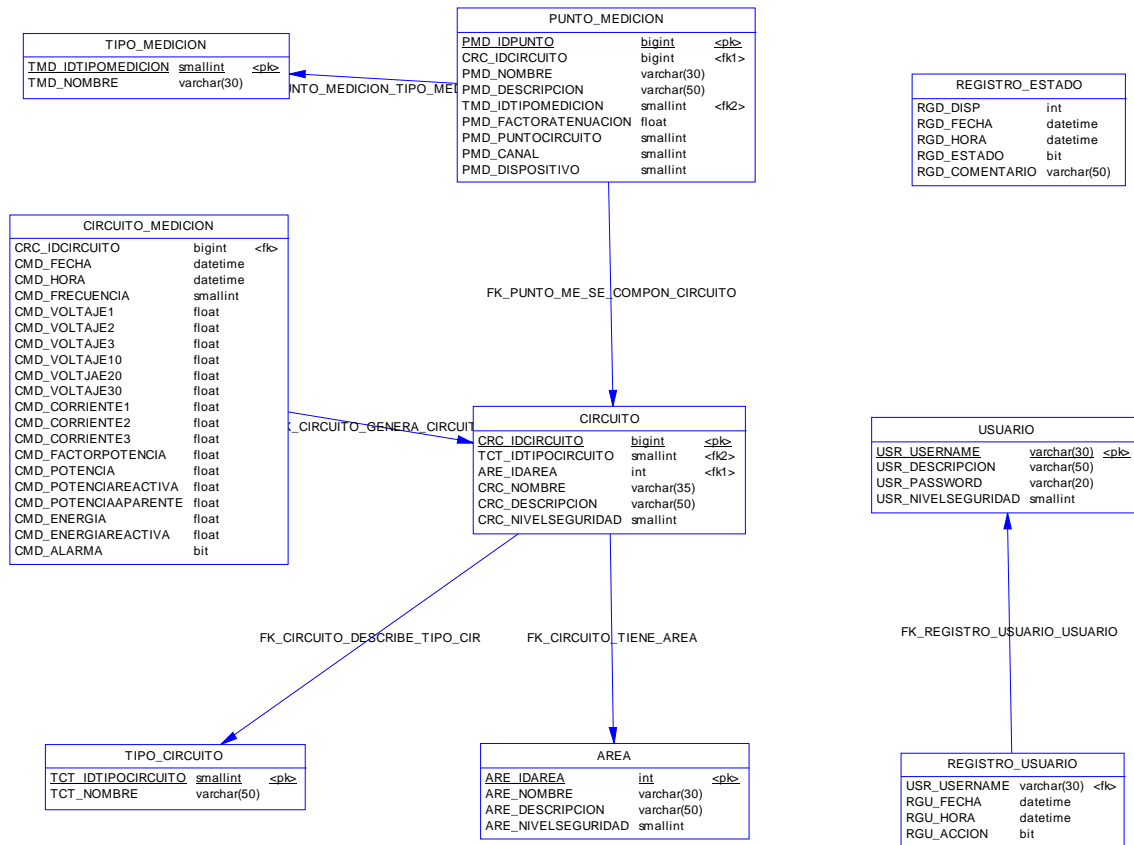 TIPO_MEDICION
TMD_IDTIPOMEDICION smallint <pk>
TMD_NOMBRE varchar(30)
PUNTO_MEDICION
PMD_IDPUNTO bigint <pk>
CRC_IDCIRCUITO bigint <fk1>
PMD_NOMBRE varchar(30)
PMD_DESCRIPCION varchar(50)
TMD_IDTIPOMEDICION smallint <fk2>
PMD_FACTORATENUACION float
PMD_PUNTOCIRCUITO smallint
PMD_CANAL smallint
PMD_DISPOSITIVO smallint
UNTO_MEDICION_TIPO_MED
REGISTRO_ESTADO
RGD_DISP int
RGD_FECHA datetime
RGD_HORA datetime
RGD_ESTADO bit
RGD_COMENTARIO varchar(50)
CIRCUITO_MEDICION
CRC_IDCIRCUITO bigint <fk>
CMD_FECHA datetime
CMD_HORA datetime
CMD_FRECUENCIA smallint
CMD_VOLTAJE1 float
CMD_VOLTAJE2 float
CMD_VOLTAJE3 float
CMD_VOLTAJE10 float
CMD_VOLTJAE20 float
CMD_VOLTAJE30 float
CMD_CORRIENTE1 float
CMD_CORRIENTE2 float
CMD_CORRIENTE3 float
CMD_FACTORPOTENCIA float
CMD_POTENCIA float
CMD_POTENCIAREACTIVA float
CMD_POTENCIAAPARENTE float
CMD_ENERGIA float
CMD_ENERGIAREACTIVA float
CMD_ALARMA bit
FK_PUNTO_ME_SE_COMPON_CIRCUITO
K_CIRCUITO_GENERA_CIRCUIT
CIRCUITO
CRC_IDCIRCUITO bigint <pk>
TCT_IDTIPOCIRCUITO smallint <fk2>
ARE_IDAREA int <fk1>
CRC_NOMBRE varchar(35)
CRC_DESCRIPCION varchar(50)
CRC_NIVELSEGURIDAD smallint
USUARIO
USR_USERNAME varchar(30) <pk>
USR_DESCRIPCION varchar(50)
USR_PASSWORD varchar(20)
USR_NIVELSEGURIDAD smallint
FK_CIRCUITO_DESCRIBE_TIPO_CIR
FK_CIRCUITO_TIENE_AREA
FK_REGISTRO_USUARIO_USUARIO
TIPO_CIRCUITO
TCT_IDTIPOCIRCUITO smallint <pk>
TCT_NOMBRE varchar(50)
AREA
ARE_IDAREA int <pk>
ARE_NOMBRE varchar(30)
ARE_DESCRIPCION varchar(50)
ARE_NIVELSEGURIDAD smallint
REGISTRO_USUARIO
USR_USERNAME varchar(30) <fk>
RGU_FECHA datetime
RGU_HORA datetime
RGU_ACCION bit